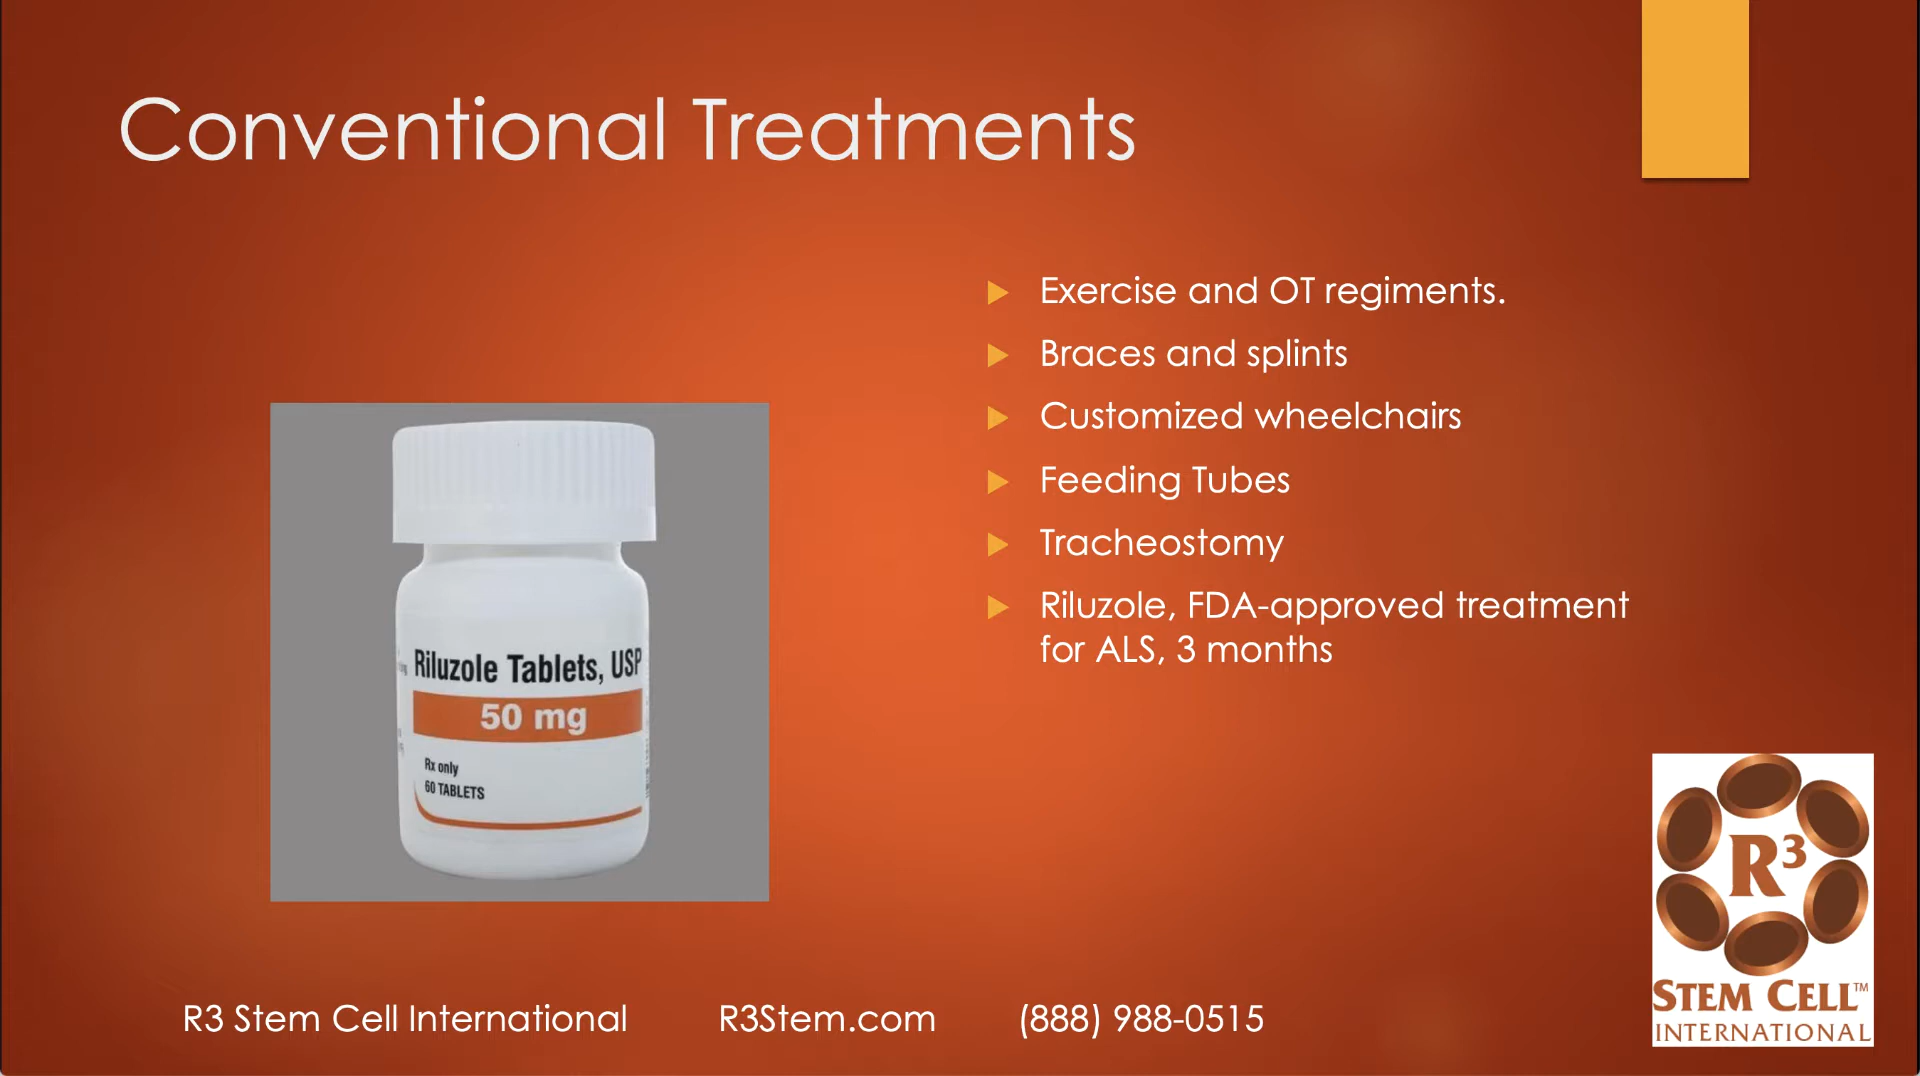 Conventional Treatments
Exercise and OT regiments.
Braces and splints
Customized wheelchairs
Feeding Tubes
Tracheostomy
Riluzole, FDA-approved treatment
for ALS, 3 months
Riluzole Tablets, USP
50 mg
Rx only
60 TABLETS
R3
STEM CELL™
INTERNATIONAL
R3 Stem Cell International
R3Stem.com
(888) 988-0515